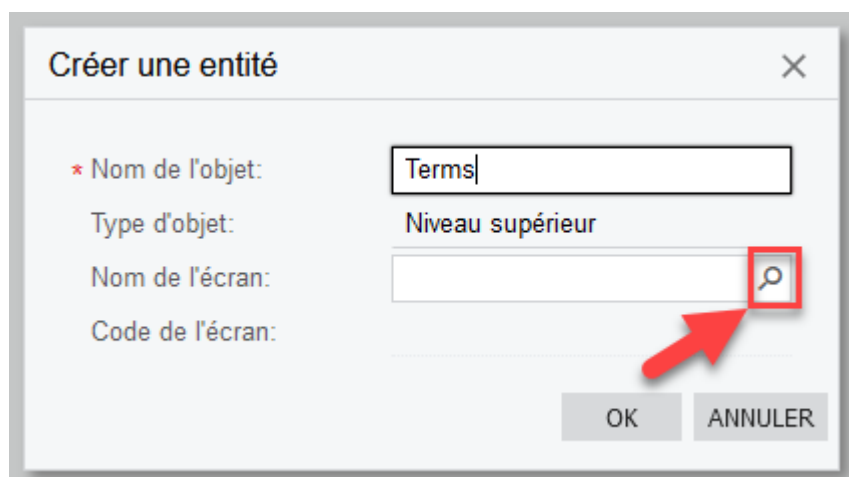 Créer une entité
* Nom de l'objet: Terms
Type d'objet: Niveau supérieur
Nom de l'écran:
Code de l'écran:
OK ANNULER